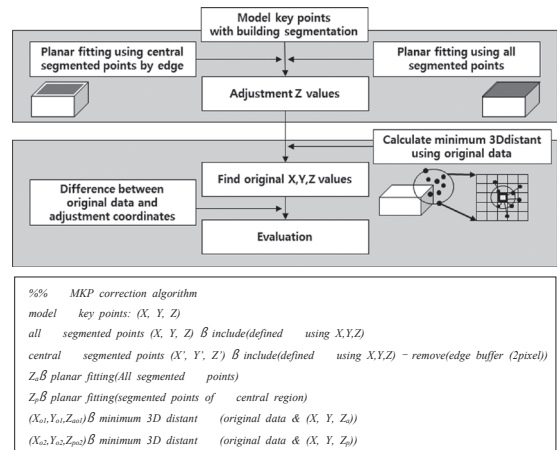 Model key points
with building segmentation
Planar fitting using central
segmented points by edge
Planar fitting using all
segmented points
Adjustment Z values
Calculate minimum 3Ddistant
using original data
Find original X,Y,Z values
Difference between
original data and
adjustment coordinates
Evaluation
%% MKP correction algorithm
model key points: (X, Y, Z)
all segmented points (X, Y, Z) ß include(defined using X,Y,Z)
central segmented points (X’, Y’, Z’) ß include(defined using X,Y,Z) − remove(edge buffer (2pixel))
Zaß planar fitting(All segmented points)
Zpß planar fitting(segmented points of central region)
(Xo1,Yo1,Zao1)ß minimum 3D distant (original data & (X, Y, Za))
(Xo2,Yo2,Zpo2)ß minimum 3D distant (original data & (X, Y, Zp))